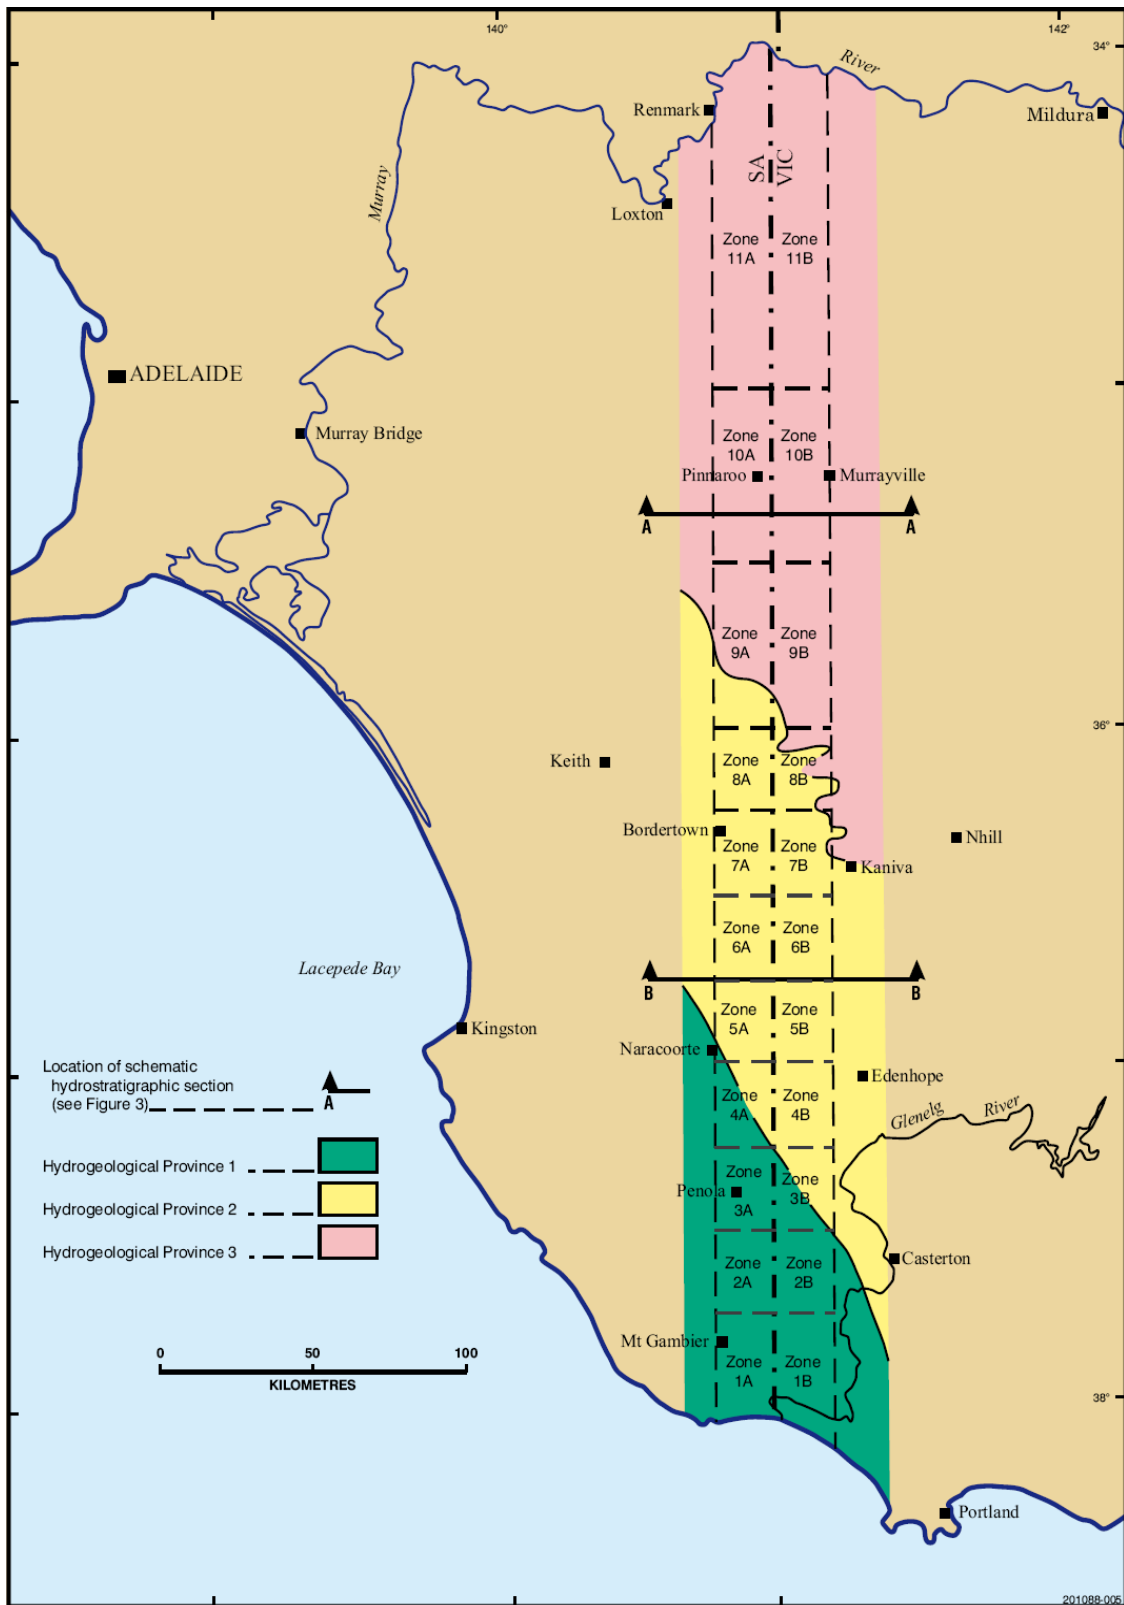 140°
142°
34°
River
Renmark
Mildura
SA
VIC
Murray
Loxton
Zone
11A
Zone
11B
ADELAIDE
Murray Bridge
Zone
10A
Zone
10B
Pinnaroo
Murrayville
A
A
Zone
9A
Zone
9B
36°
Keith
Zone
8A
Zone
8B
Bordertown
Nhill
Zone
7A
Zone
7B
Kaniva
Zone
6A
Zone
6B
Lacepede Bay
B
B
Zone
5A
Zone
5B
Kingston
Naracoorte
Edenhope
Zone
4A
Zone
4B
Glenelg
River
Location of schematic
hydrostratigraphic section
(see Figure 3)
A
Hydrogeological Province 1
Hydrogeological Province 2
Hydrogeological Province 3
Penola
Zone
3A
Zone
3B
Zone
2A
Zone
2B
Casterton
Mt Gambier
Zone
1A
Zone
1B
0
50
100
KILOMETRES
38°
Portland
201088-005